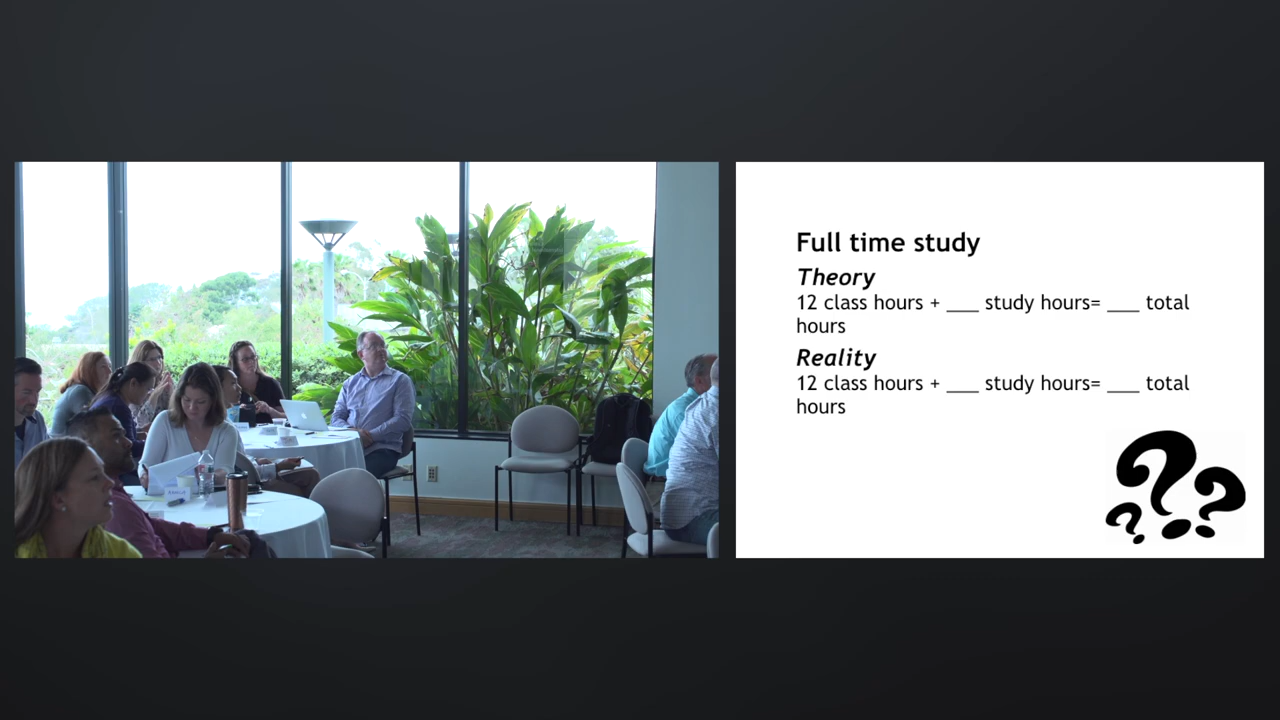 Full time study
Theory
12 class hours + ___ study hours= ___ total
hours
Reality
12 class hours + ___ study hours= ___ total
hours
???